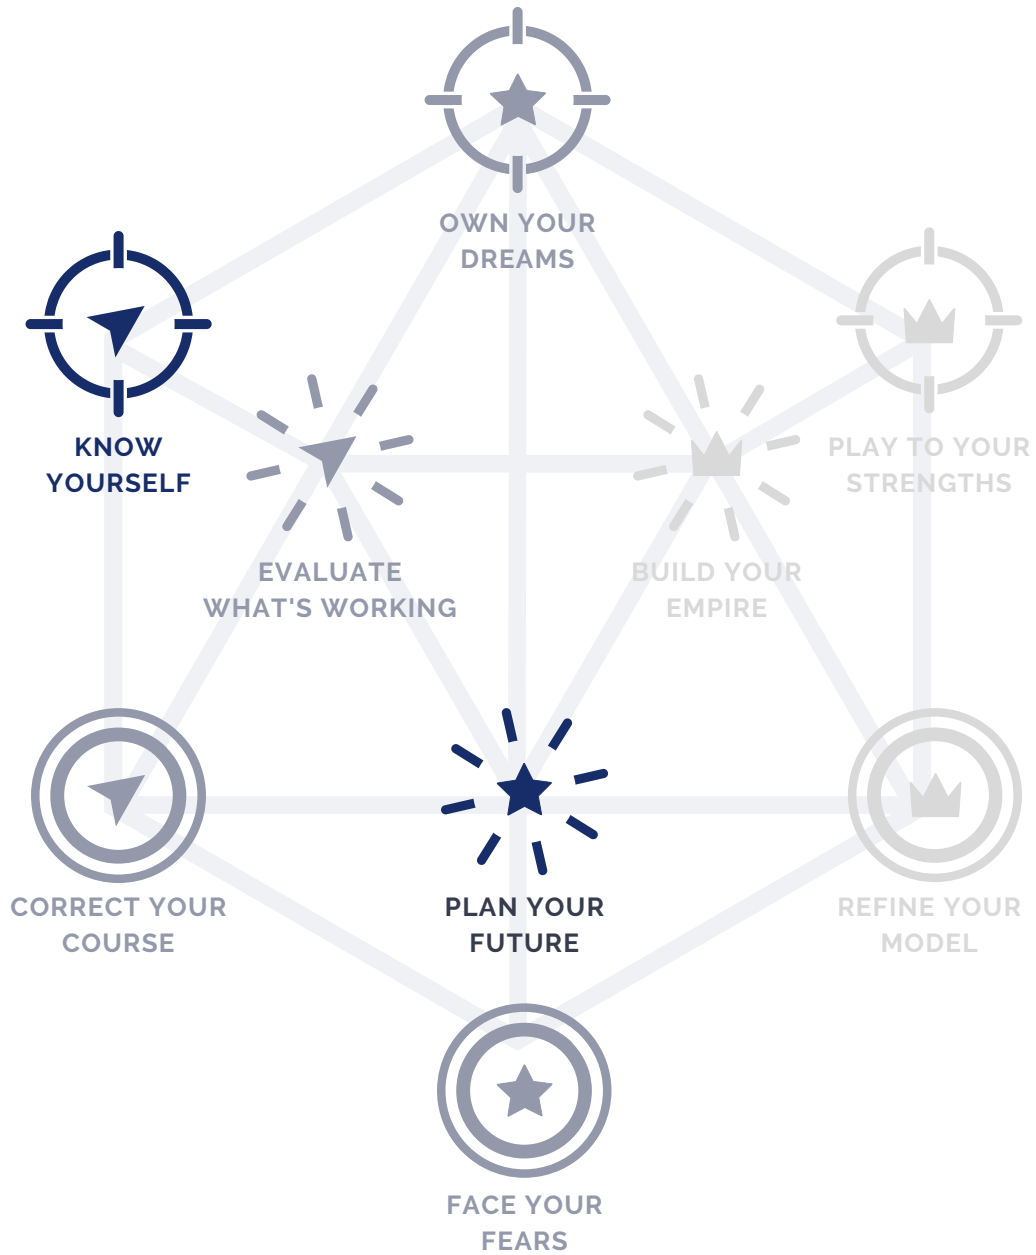 OWN YOUR
DREAMS
KNOW
YOURSELF
PLAY TO YOUR
STRENGTHS
EVALUATE
WHAT'S WORKING
BUILD YOUR
EMPIRE
CORRECT YOUR
COURSE
PLAN YOUR
FUTURE
REFINE YOUR
MODEL
FACE YOUR
FEARS